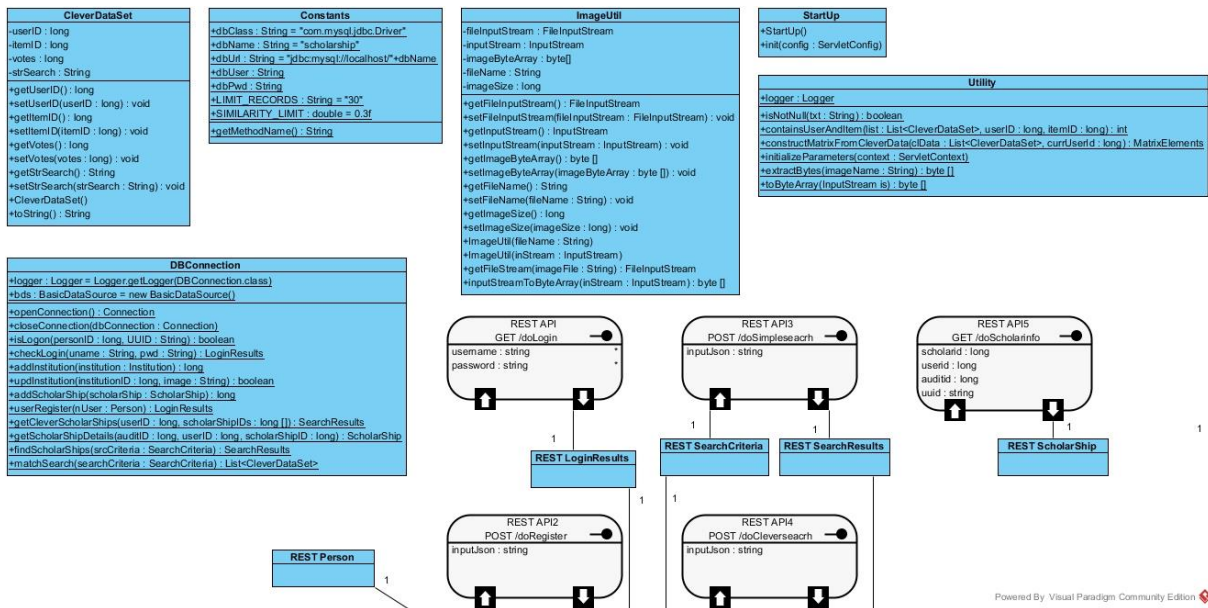 CleverDataSet
-userID : long
-itemID : long
-votes : long
-strSearch : String
+getUserID() : long
+setUserID(userID : long) : void
+getItemID() : long
+setItemID(itemID : long) : void
+getVotes() : long
+setVotes(votes : long) : void
+getStrSearch() : String
+setStrSearch(strSearch : String) : void
+CleverDataSet()
+toString() : String
Constants
+dbClass : String = "com.mysql.jdbc.Driver"
+dbName : String = "scholarship"
+dbUrl : String = "jdbc:mysql://localhost/"+dbName
+dbUser : String
+dbPwd : String
+LIMIT_RECORDS : String = "30"
+SIMILARITY_LIMIT : double = 0.3f
+getMethodName() : String
ImageUtil
-fileInputStream : FileInputStream
-inputStream : InputStream
-imageByteArray : byte[]
-fileName : String
-imageSize : long
+getFileInputStream() : FileInputStream
+setFileInputStream(fileInputStream : FileInputStream) : void
+getInputStream() : InputStream
+setInputStream(inputStream : InputStream) : void
+getImageByteArray() : byte []
+setImageByteArray(imageByteArray : byte []) : void
+getFileName() : String
+setFileName(fileName : String) : void
+getImageSize() : long
+setImageSize(imageSize : long) : void
+ImageUtil(fileName : String)
+ImageUtil(inStream : InputStream)
+getFileStream(imageFile : String) : FileInputStream
+inputStreamToByteArray(inStream : InputStream) : byte []
StartUp
+StartUp()
+init(config : ServletConfig)
Utility
+logger : Logger
+isNotNull(txt : String) : boolean
+containsUserAndItem(list : List<CleverDataSet>, userID : long, itemID : long) : int
+constructMatrixFromCleverData(clData : List<CleverDataSet>, currUserId : long) : MatrixElements
+initializeParameters(context : ServletContext)
+extractBytes(imageName : String) : byte []
+toByteArray(InputStream is) : byte []
DBConnection
+logger : Logger = Logger.getLogger(DBConnection.class)
+bds : BasicDataSource = new BasicDataSource()
+openConnection() : Connection
+closeConnection(dbConnection : Connection)
+isLogon(personID : long, UUID : String) : boolean
+checkLogin(uname : String, pwd : String) : LoginResults
+addInstitution(institution : Institution) : long
+updInstitution(institutionID : long, image : String) : boolean
+addScholarShip(scholarShip : ScholarShip) : long
+userRegister(nUser : Person) : LoginResults
+getCleverScholarShips(userID : long, scholarShipIDs : long []) : SearchResults
+getScholarShipDetails(auditID : long, userID : long, scholarShipID : long) : ScholarShip
+findScholarShips(srcCriteria : SearchCriteria) : SearchResults
+matchSearch(searchCriteria : SearchCriteria) : List<CleverDataSet>
REST API
GET /doLogin
username : string *
password : string *
1
REST LoginResults
1
REST API3
POST /doSimpleseacrh
inputJson : string
1
1
REST SearchCriteria
REST SearchResults
1
REST API5
GET /doScholarinfo
scholarid : long
userid : long
auditid : long
uuid : string
1
REST ScholarShip
1
REST API2
POST /doRegister
inputJson : string
REST API4
POST /doCleverseacrh
inputJson : string
REST Person
1
Powered By Visual Paradigm Community Edition